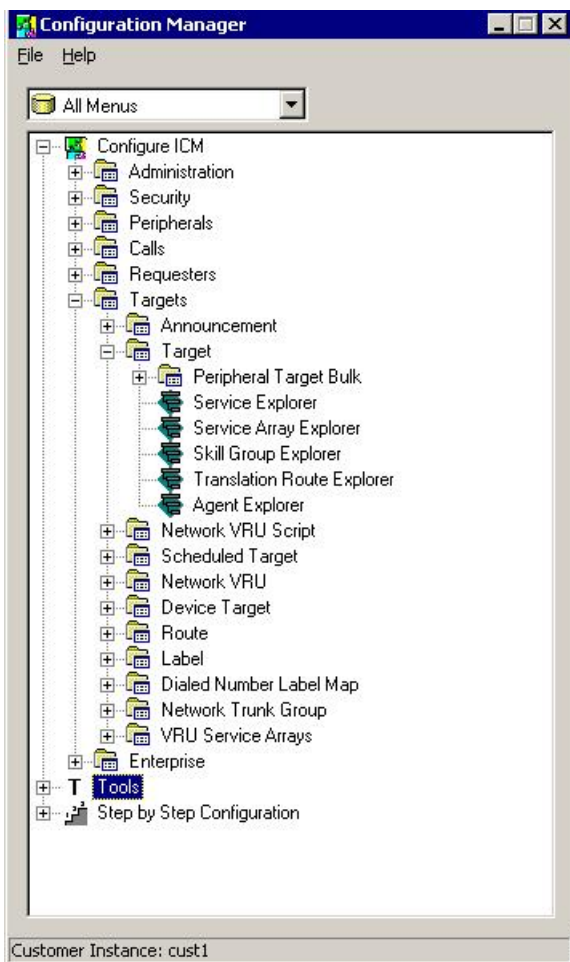 Configuration Manager
File Help
All Menus
Configure ICM
Administration
Security
Peripherals
Calls
Requesters
Targets
Announcement
Target
Peripheral Target Bulk
Service Explorer
Service Array Explorer
Skill Group Explorer
Translation Route Explorer
Agent Explorer
Network VRU Script
Scheduled Target
Network VRU
Device Target
Route
Label
Dialed Number Label Map
Network Trunk Group
VRU Service Arrays
Enterprise
T Tools
Step by Step Configuration
Customer Instance: cust1